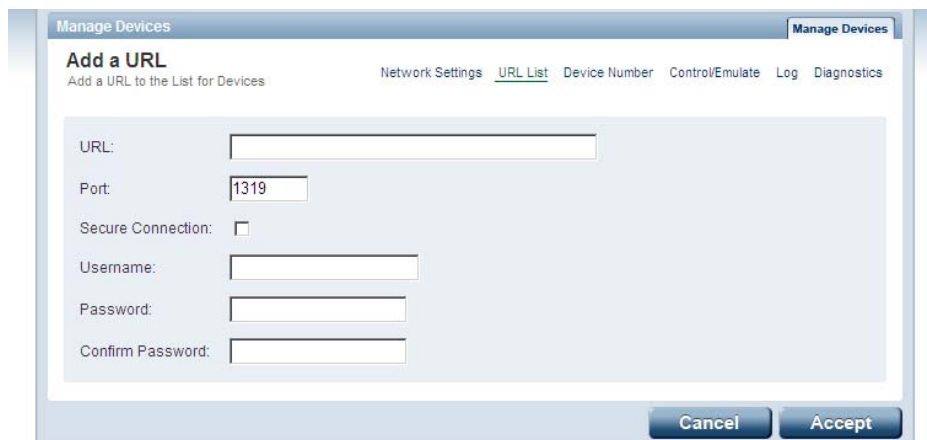 Manage Devices
Manage Devices
Add a URL
Add a URL to the List for Devices
Network Settings URL List Device Number Control/Emulate Log Diagnostics
URL:
Port: 1319
Secure Connection:
Username:
Password:
Confirm Password:
Cancel Accept